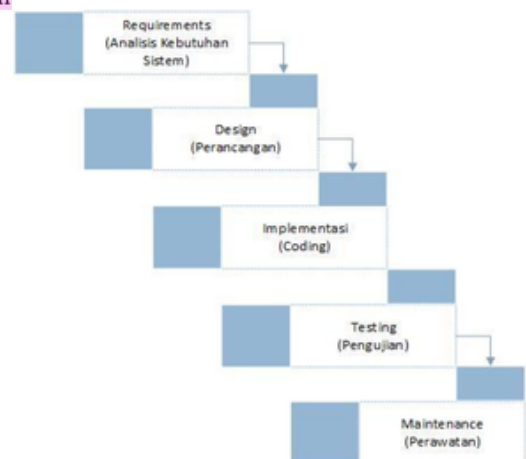 Requirements
(Analisis Kebutuhan
Sistem)
Design
(Perancangan)
Implementasi
(Coding)
Testing
(Pengujian)
Maintenance
(Perawatan)